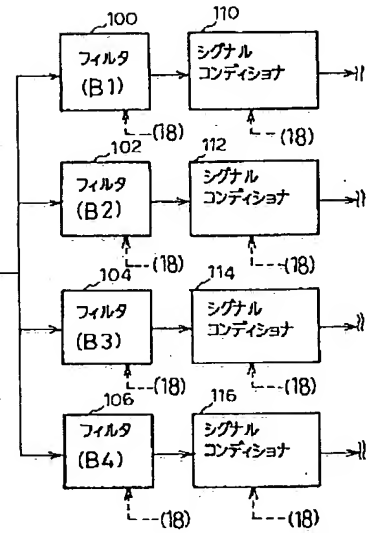 100 110
フィルタ シグナル
(B1) コンディショナ
(18) (18)
102 112
フィルタ シグナル
(B2) コンディショナ
(18) (18)
104 114
フィルタ シグナル
(B3) コンディショナ
(18) (18)
106 116
フィルタ シグナル
(B4) コンディショナ
(18) (18)